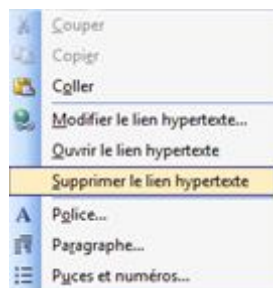 Couper
Copier
Coller
Modifier le lien hypertexte...
Ouvrir le lien hypertexte
Supprimer le lien hypertexte
Police...
Paragraphe...
Puces et numéros...